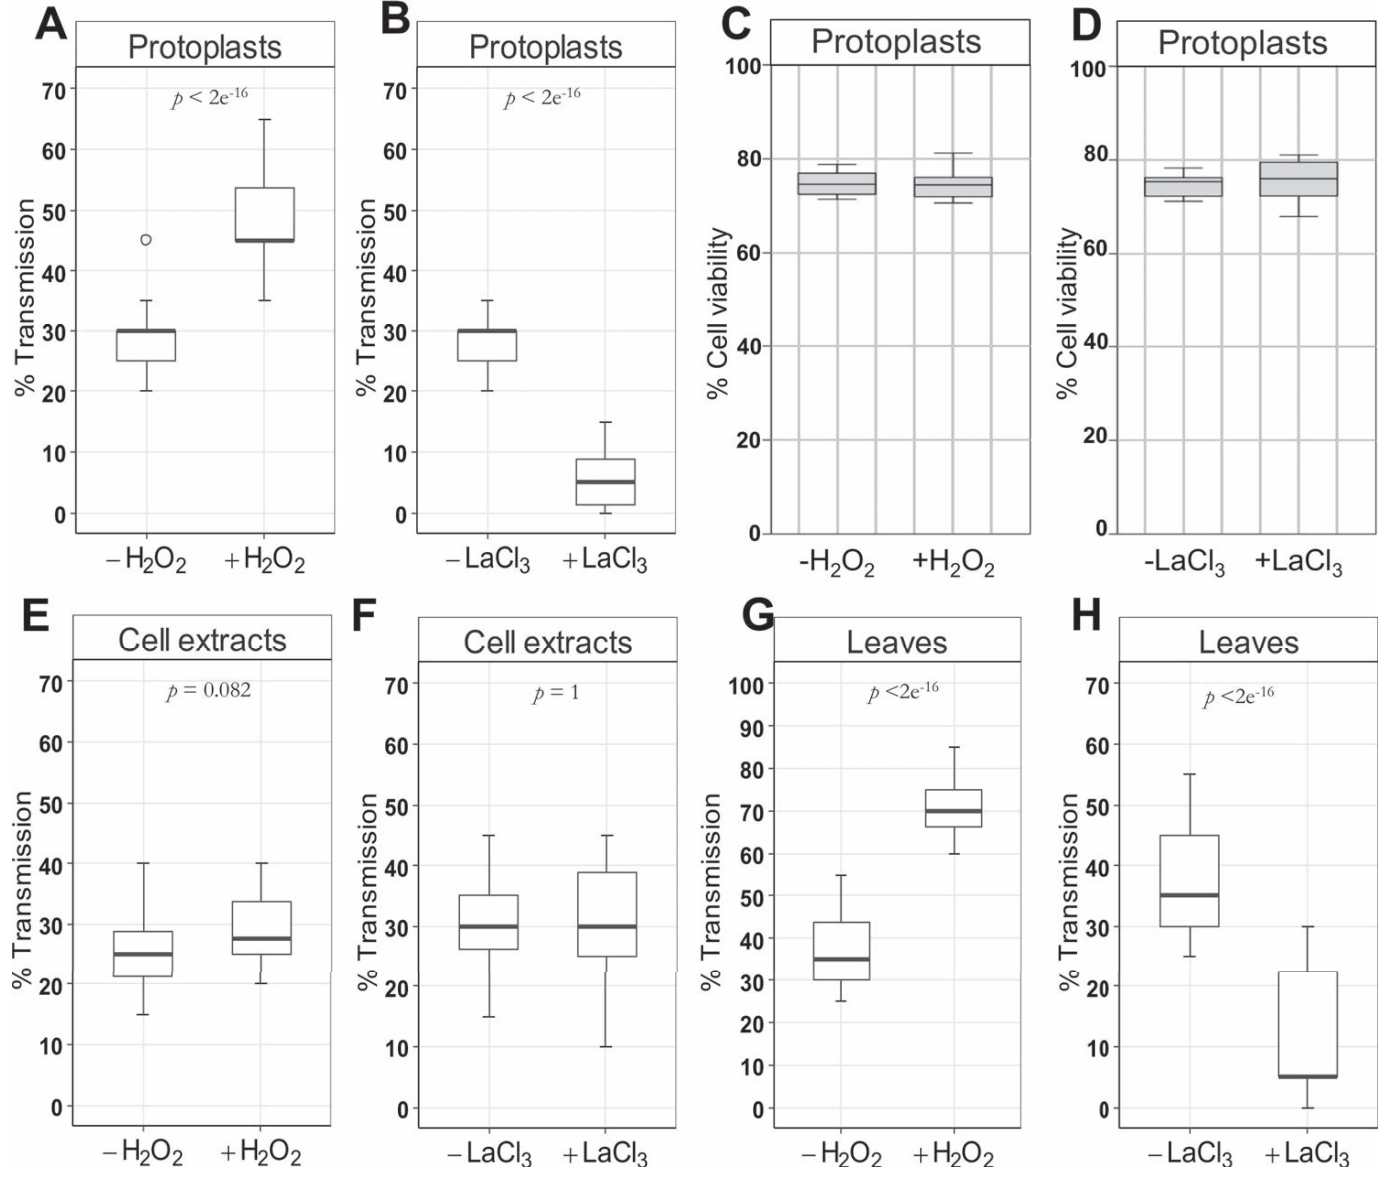 A
Protoplasts
p < 2e-16
% Transmission
70
60
50
40
30
20
10
0
−H2O2 +H2O2
B
Protoplasts
p < 2e-16
% Transmission
70
60
50
40
30
20
10
0
−LaCl3 +LaCl3
C
Protoplasts
% Cell viability
100
80
60
40
20
0
-H2O2 +H2O2
D
Protoplasts
% Cell viability
100
80
60
40
20
0
-LaCl3 +LaCl3
E
Cell extracts
p = 0.082
% Transmission
70
60
50
40
30
20
10
0
−H2O2 +H2O2
F
Cell extracts
p = 1
% Transmission
70
60
50
40
30
20
10
0
−LaCl3 +LaCl3
G
Leaves
p <2e-16
% Transmission
100
90
80
70
60
50
40
30
20
10
0
−H2O2 +H2O2
H
Leaves
p <2e-16
% Transmission
70
60
50
40
30
20
10
0
−LaCl3 +LaCl3